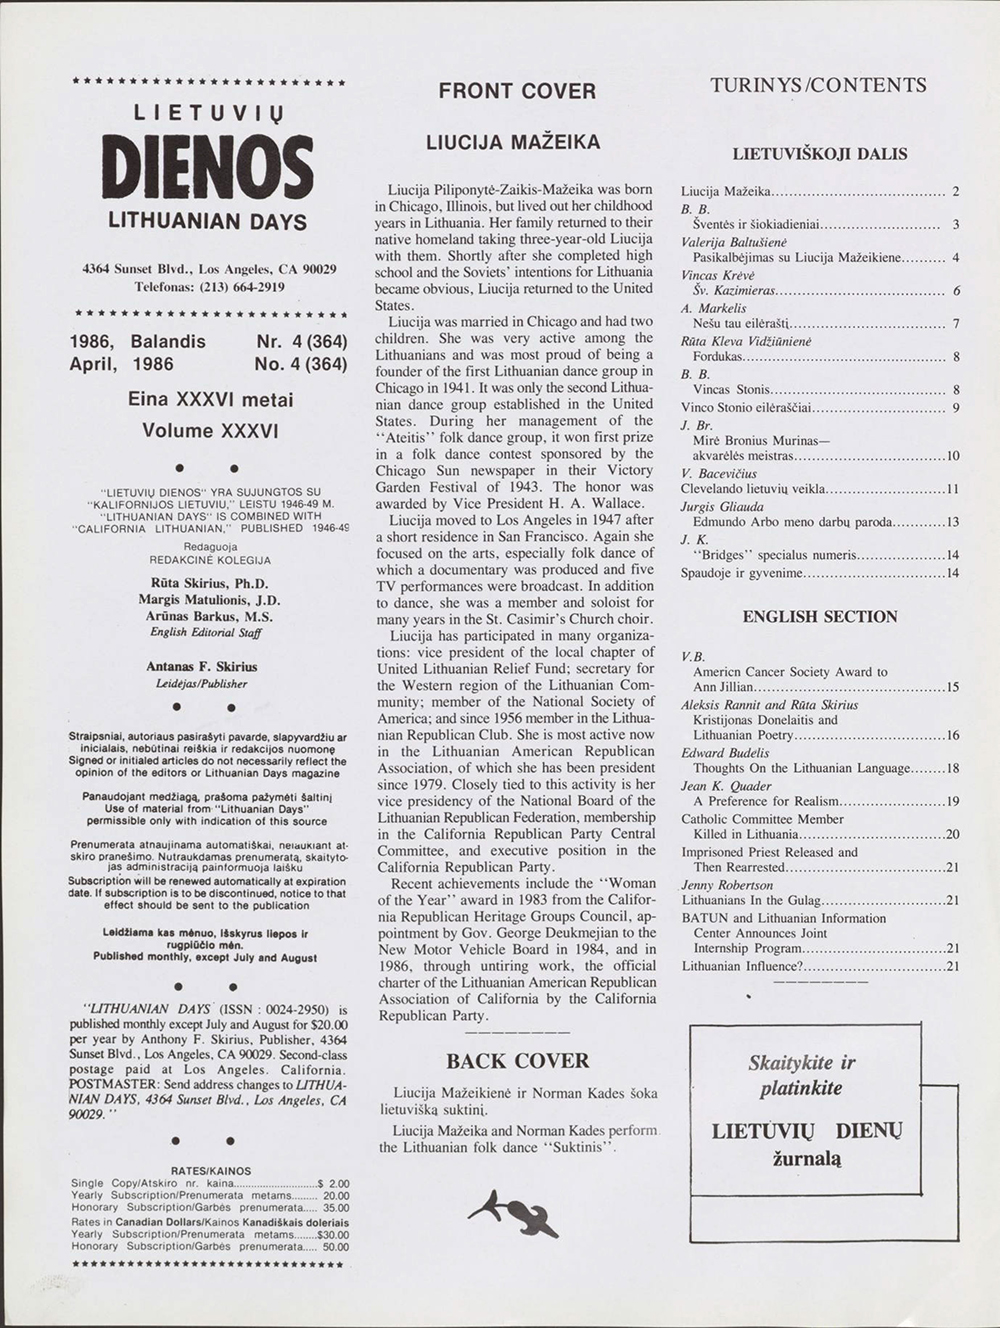 LIETUVIŲ
DIENOS
LITHUANIAN DAYS
4364 Sunset Blvd., Los Angeles, CA 90029
Telefonas: (213) 664-2919
1986, Balandis Nr. 4 (364)
April, 1986 No. 4 (364)
Eina XXXVI metai
Volume XXXVI
"LIETUVIŲ DIENOS" YRA SUJUNGTOS SU
"KALIFORNIJOS LIETUVIU," LEISTU 1946-49 M.
"LITHUANIAN DAYS" IS COMBINED WITH
"CALIFORNIA LITHUANIAN," PUBLISHED 1946-49
Redaguoja
REDAKCINĖ KOLEGIJA
Rūta Skirius, Ph.D.
Margis Matulionis, J.D.
Arūnas Barkus, M.S.
English Editorial Staff
Antanas F. Skirius
Leidėjas/Publisher
Straipsniai, autoriaus pasirašyti pavarde, slapyvardžiu ar
inicialais, nebūtinai reiškia ir redakcijos nuomonę
Signed or initialed articles do not necessarily reflect the
opinion of the editors or Lithuanian Days magazine
Panaudojant medžiagą, prašoma pažymėti šaltinį
Use of material from "Lithuanian Days"
permissible only with indication of this source
Prenumerata atnaujinama automatiškai, neiaukiant at-
skiro pranešimo. Nutraukdamas prenumeratą, skaityto-
jas administraciją painformuoja laišku
Subscription will be renewed automatically at expiration
date. If subscription is to be discontinued, notice to that
effect should be sent to the publication
Leidžiama kas mėnuo, išskyrus liepos ir
rugpiūčio mėn.
Published monthly, except July and August
"LITHUANIAN DAYS (ISSN : 0024-2950) is
published monthly except July and August for $20.00
per year by Anthony F. Skirius, Publisher, 4364
Sunset Blvd., Los Angeles, CA 90029. Second-class
postage paid at Los Angeles. California.
POSTMASTER: Send address changes to LITHUA-
NIAN DAYS, 4364 Sunset Blvd., Los Angeles, CA
90029."
RATES/KAINOS
Single Copy/Atskiro nr. kaina............................$ 2.00
Yearly Subscription/Prenumerata metams......... 20.00
Honorary Subscription/Garbės prenumerata..... 35.00
Rates in Canadian Dollars/Kainos Kanadiškais doleriais
Yearly Subscription/Prenumerata metams.......$30.00
Honorary Subscription/Garbės prenumerata..... 50.00
FRONT COVER
LIUCIJA MAŽEIKA
Liucija Piliponytė-Zaikis-Mažeika was born
in Chicago, Illinois, but lived out her childhood
years in Lithuania. Her family returned to their
native homeland taking three-year-old Liucija
with them. Shortly after she completed high
school and the Soviets' intentions for Lithuania
became obvious, Liucija returned to the United
States.
Liucija was married in Chicago and had two
children. She was very active among the
Lithuanians and was most proud of being a
founder of the first Lithuanian dance group in
Chicago in 1941. It was only the second Lithua-
nian dance group established in the United
States. During her management of the
"Ateitis" folk dance group, it won first prize
in a folk dance contest sponsored by the
Chicago Sun newspaper in their Victory
Garden Festival of 1943. The honor was
awarded by Vice President H. A. Wallace.
Liucija moved to Los Angeles in 1947 after
a short residence in San Francisco. Again she
focused on the arts, especially folk dance of
which a documentary was produced and five
TV performances were broadcast. In addition
to dance, she was a member and soloist for
many years in the St. Casimir's Church choir.
Liucija has participated in many organiza-
tions: vice president of the local chapter of
United Lithuanian Relief Fund; secretary for
the Western region of the Lithuanian Com-
munity; member of the National Society of
America; and since 1956 member in the Lithua-
nian Republican Club. She is most active now
in the Lithuanian American Republican
Association, of which she has been president
since 1979. Closely tied to this activity is her
vice presidency of the National Board of the
Lithuanian Republican Federation, membership
in the California Republican Party Central
Committee, and executive position in the
California Republican Party.
Recent achievements include the "Woman
of the Year" award in 1983 from the Califor-
nia Republican Heritage Groups Council, ap-
pointment by Gov. George Deukmejian to the
New Motor Vehicle Board in 1984, and in
1986, through untiring work, the official
charter of the Lithuanian American Republican
Association of California by the California
Republican Party.
BACK COVER
Liucija Mažeikienė ir Norman Kades šoka
lietuvišką suktinį.
Liucija Mažeika and Norman Kades perform
the Lithuanian folk dance "Suktinis".
TURINYS/CONTENTS
LIETUVIŠKOJI DALIS
Liucija Mažeika........................................ 2
B. B.
Šventės ir šiokiadieniai............................ 3
Valerija Baltušienė
Pasikalbėjimas su Liucija Mažeikiene.......... 4
Vincas Krėvė
Šv. Kazimieras....................................... 6
A. Markelis
Nešu tau eilėraštį.................................... 7
Rūta Kleva Vidžiūnienė
Fordukas............................................... 8
B. B.
Vincas Stonis......................................... 8
Vinco Stonio eilėraščiai............................... 9
J. Br.
Mirė Bronius Murinas—
akvarėlės meistras...................................10
V. Bacevičius
Clevelando lietuvių veikla............................11
Jurgis Gliauda
Edmundo Arbo meno darbų paroda............13
J. K.
"Bridges" specialus numeris....................14
Spaudoje ir gyvenime.................................14
ENGLISH SECTION
V.B.
Americn Cancer Society Award to
Ann Jillian............................................15
Aleksis Rannit and Rūta Skirius
Kristijonas Donelaitis and
Lithuanian Poetry...................................16
Edward Budelis
Thoughts On the Lithuanian Language........18
Jean K. Quader
A Preference for Realism.........................19
Catholic Committee Member
Killed in Lithuania..................................20
Imprisoned Priest Released and
Then Rearrested.....................................21
Jenny Robertson
Lithuanians In the Gulag.............................21
BATUN and Lithuanian Information
Center Announces Joint
Internship Program.................................21
Lithuanian Influence?.................................21
Skaitykite ir
platinkite
LIETUVIŲ DIENŲ
žurnalą